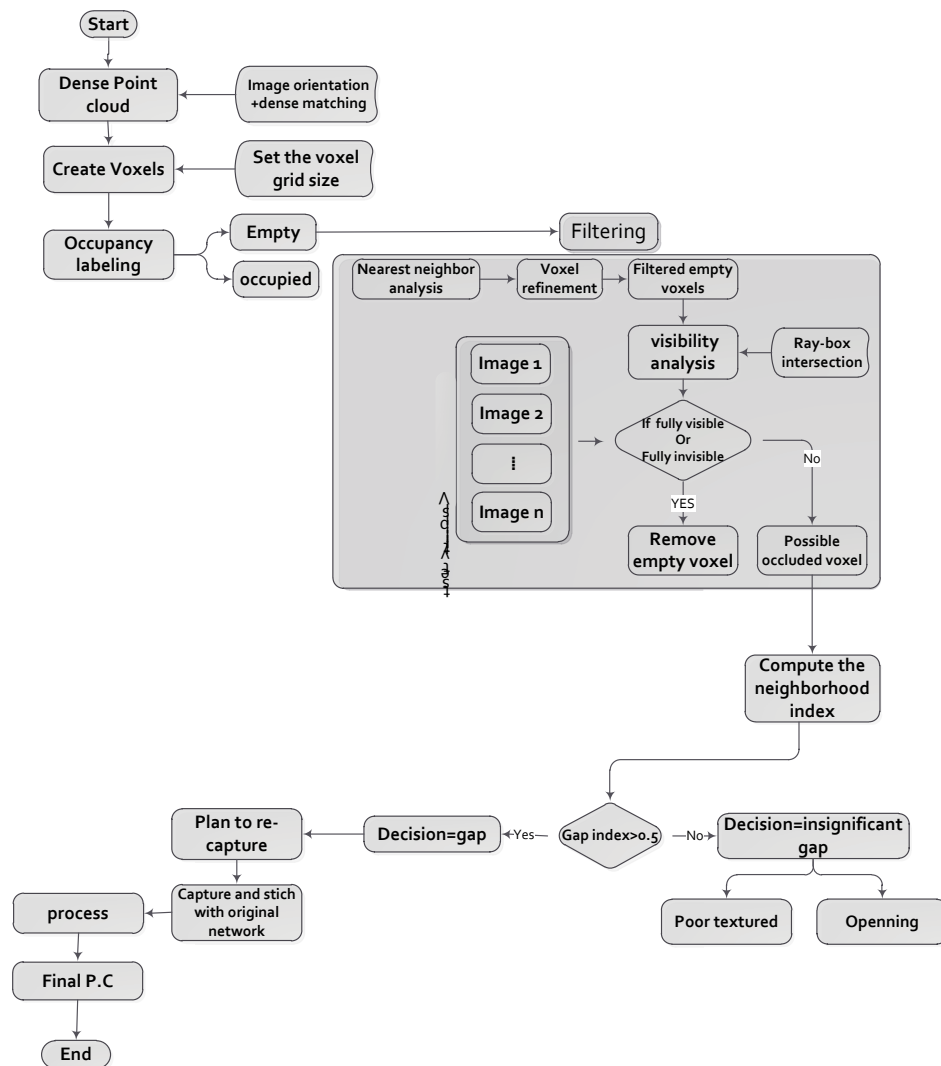 Start
Dense Point
cloud
Image orientation
+dense matching
Create Voxels
Set the voxel
grid size
Occupancy
labeling
Empty
occupied
Filtering
Nearest neighbor
analysis
Voxel
refinement
Filtered empty
voxels
visibility
analysis
Ray-box
intersection
Image 1
Image 2
⁞
Image n
If fully visible
Or
Fully invisible
No
YES
Remove
empty voxel
Possible
occluded voxel
Compute the
neighborhood
index
Gap index>0.5
Yes
No
Decision=gap
Decision=insignificant
gap
Plan to re-
capture
Capture and stich
with original
network
Poor textured
Openning
process
Final P.C
End